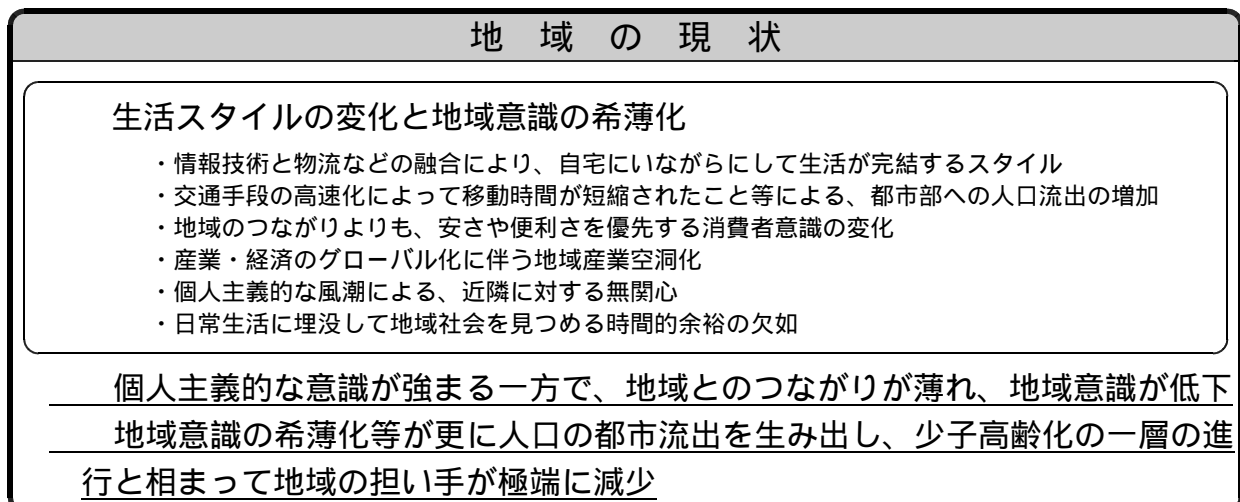 地域の現状
生活スタイルの変化と地域意識の希薄化
・情報技術と物流などの融合により、自宅にいながらにして生活が完結するスタイル
・交通手段の高速化によって移動時間が短縮されたこと等による、都市部への人口流出の増加
・地域のつながりよりも、安さや便利さを優先する消費者意識の変化
・産業・経済のグローバル化に伴う地域産業空洞化
・個人主義的な風潮による、近隣に対する無関心
・日常生活に埋没して地域社会を見つめる時間的余裕の欠如
個人主義的な意識が強まる一方で、地域とのつながりが薄れ、地域意識が低下
地域意識の希薄化等が更に人口の都市流出を生み出し、少子高齢化の一層の進
行と相まって地域の担い手が極端に減少